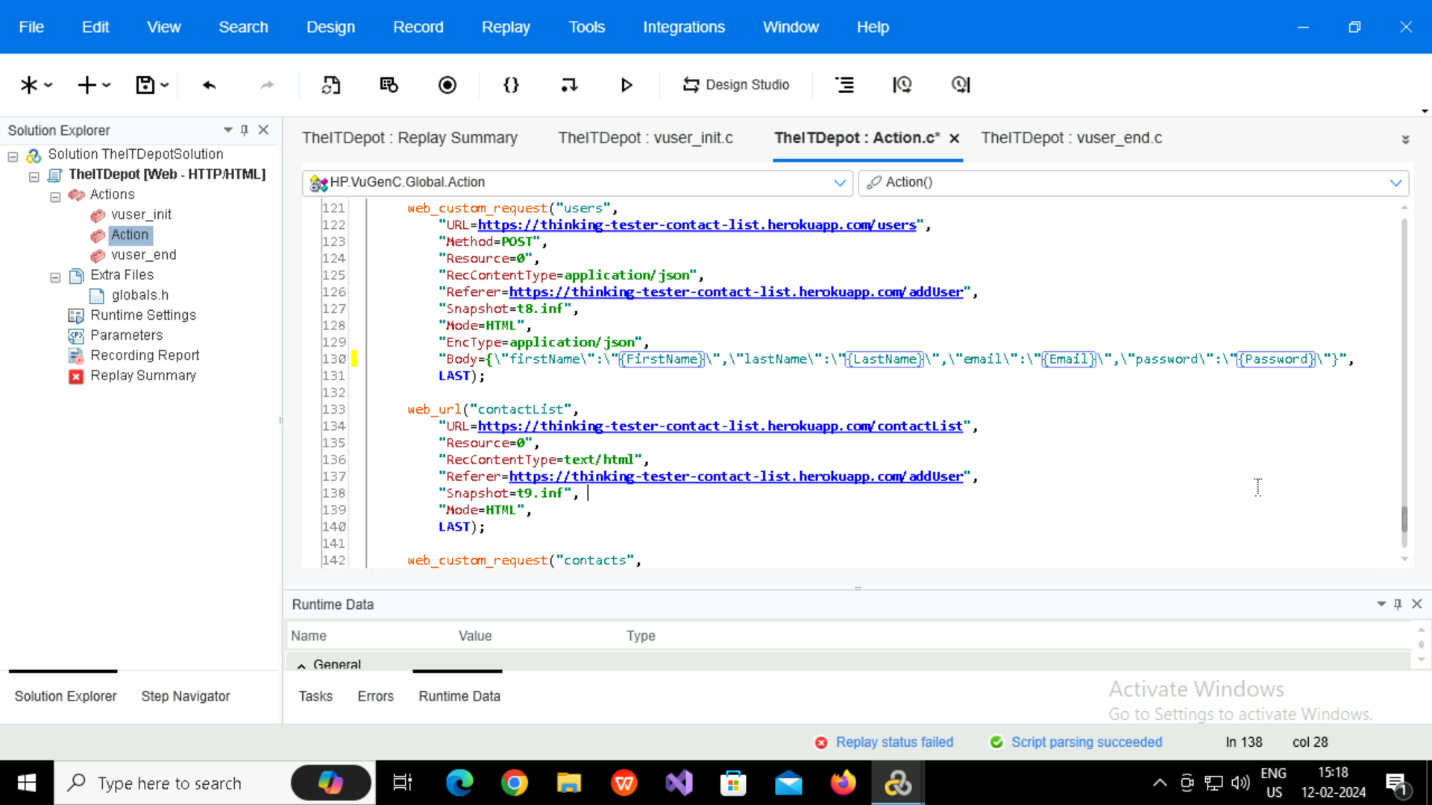 File Edit View Search Design Record Replay Tools Integrations Window Help
Design Studio
Solution Explorer
Solution TheITDepotSolution
TheITDepot [Web - HTTP/HTML]
Actions
vuser_init
Action
vuser_end
Extra Files
globals.h
Runtime Settings
Parameters
Recording Report
Replay Summary
TheITDepot : Replay Summary TheITDepot : vuser_init.c TheITDepot : Action.c* TheITDepot : vuser_end.c
HP.VuGenC.Global.Action Action()
121 web_custom_request("users",
122 "URL=https://thinking-tester-contact-list.herokuapp.com/users",
123 "Method=POST",
124 "Resource=0",
125 "RecContentType=application/json",
126 "Referer=https://thinking-tester-contact-list.herokuapp.com/addUser",
127 "Snapshot=t8.inf",
128 "Mode=HTML",
129 "EncType=application/json",
130 "Body={\"firstName\":\"{FirstName}\",\"lastName\":\"{LastName}\",\"email\":\"{Email}\",\"password\":\"{Password}\"}",
131 LAST);
132
133 web_url("contactList",
134 "URL=https://thinking-tester-contact-list.herokuapp.com/contactList",
135 "Resource=0",
136 "RecContentType=text/html",
137 "Referer=https://thinking-tester-contact-list.herokuapp.com/addUser",
138 "Snapshot=t9.inf",
139 "Mode=HTML",
140 LAST);
141
142 web_custom_request("contacts",
Runtime Data
Name Value Type
General
Solution Explorer Step Navigator Tasks Errors Runtime Data
Activate Windows
Go to Settings to activate Windows.
Replay status failed Script parsing succeeded ln 138 col 28
Type here to search
ENG
US
15:18
12-02-2024
1